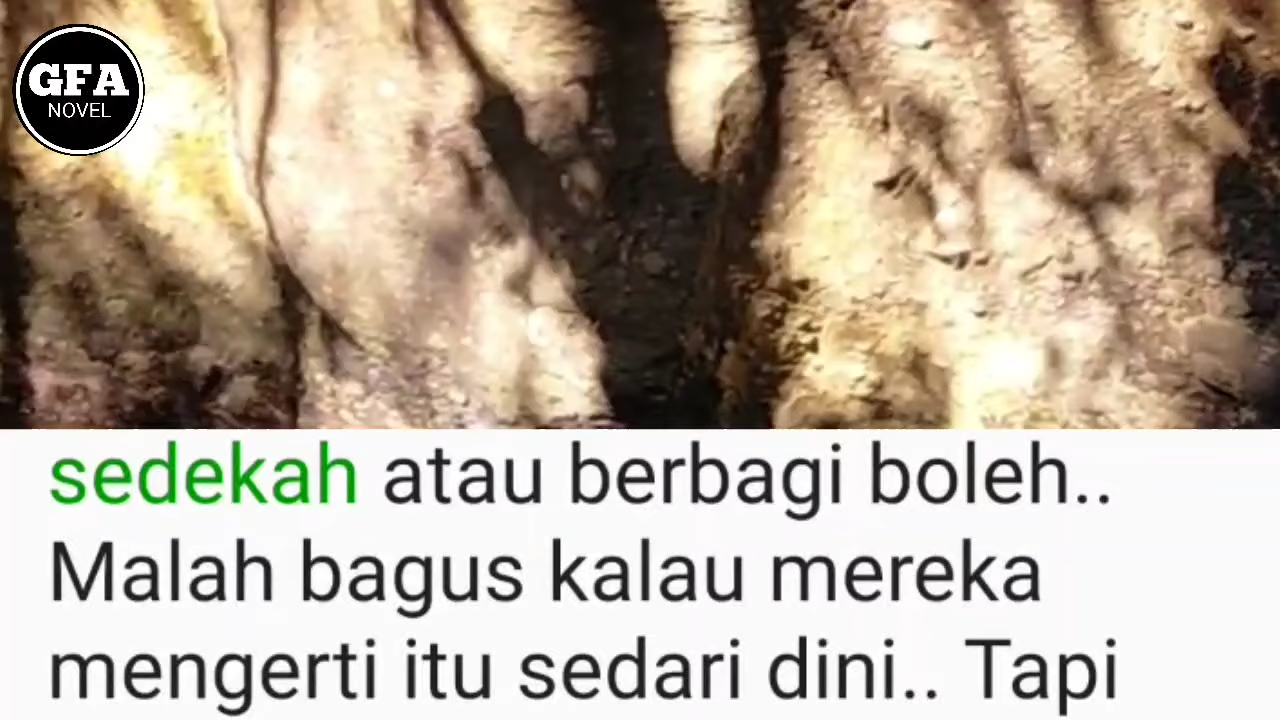 GFA
NOVEL
sedekah atau berbagi boleh..
Malah bagus kalau mereka
mengerti itu sedari dini.. Tapi